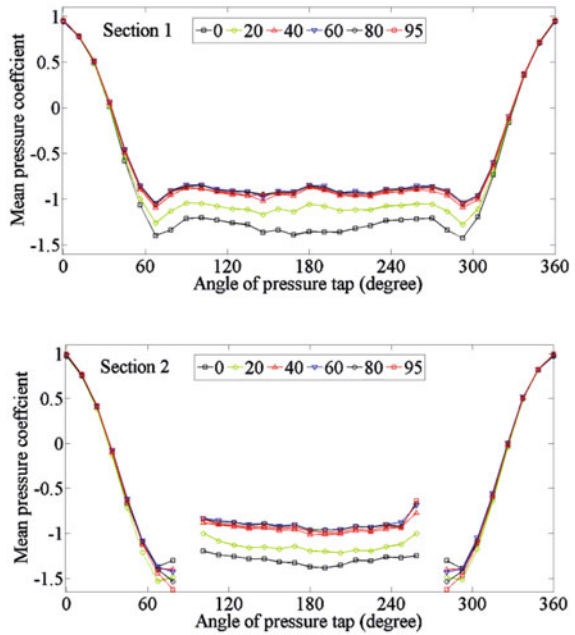 Section 1
0 20 40 60 80 95
1
0.5
0
-0.5
-1
-1.5
Mean pressure coeffcient
0 60 120 180 240 300 360
Angle of pressure tap (degree)
Section 2
0 20 40 60 80 95
1
0.5
0
-0.5
-1
-1.5
Mean pressure coeffcient
0 60 120 180 240 300 360
Angle of pressure tap (degree)